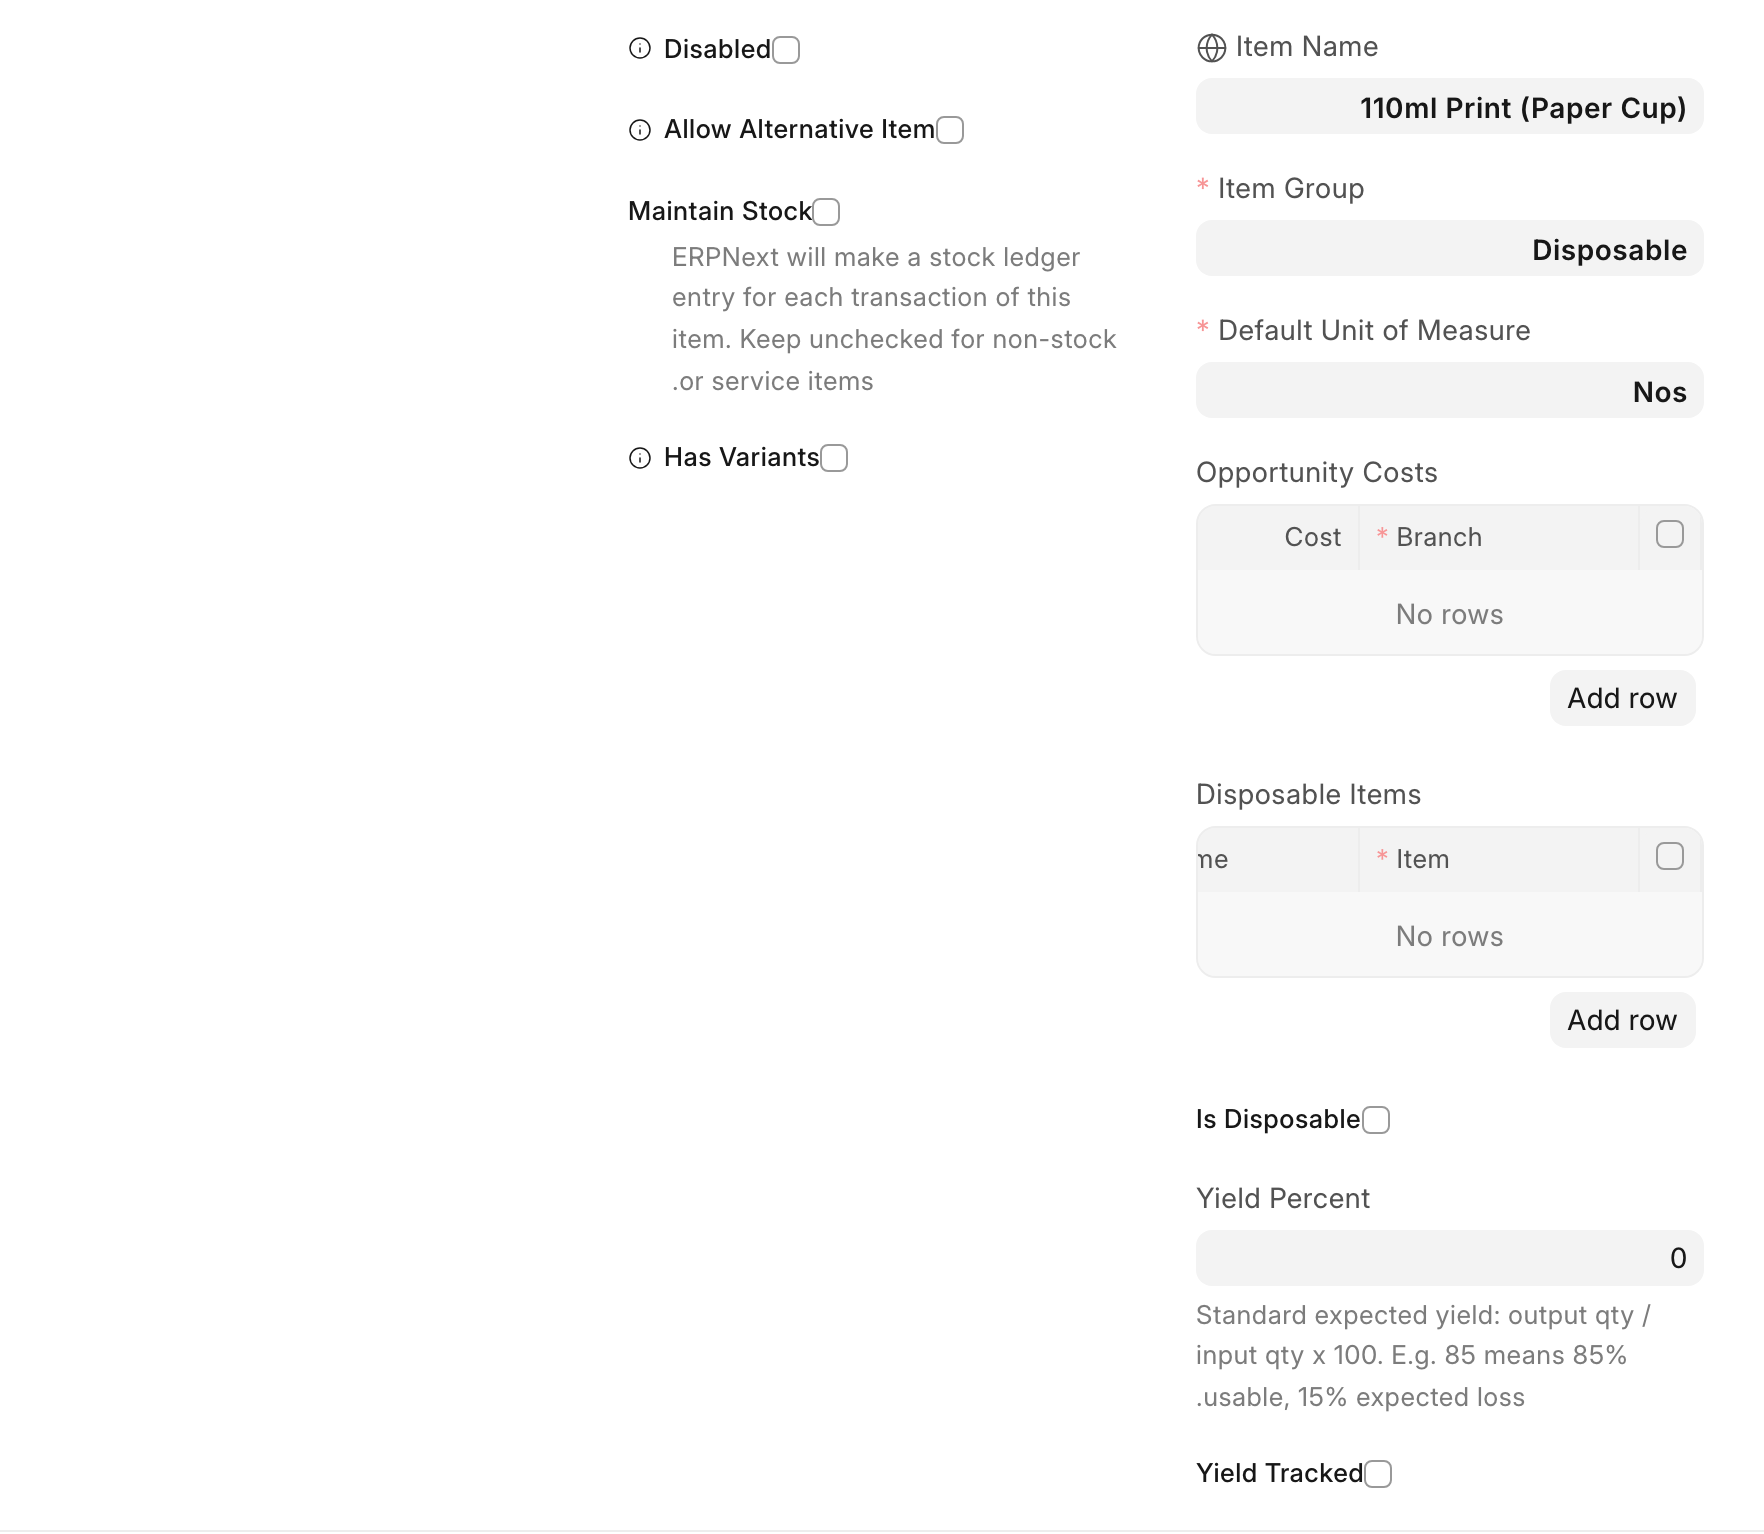 Item Name
110ml Print (Paper Cup)
* Item Group
Disposable
* Default Unit of Measure
Nos
Opportunity Costs
Cost * Branch
No rows
Add row
Disposable Items
me * Item
No rows
Add row
Is Disposable
Yield Percent
0
Standard expected yield: output qty /
input qty x 100. E.g. 85 means 85%
.usable, 15% expected loss
Yield Tracked
Disabled
Allow Alternative Item
Maintain Stock
ERPNext will make a stock ledger
entry for each transaction of this
item. Keep unchecked for non-stock
.or service items
Has Variants